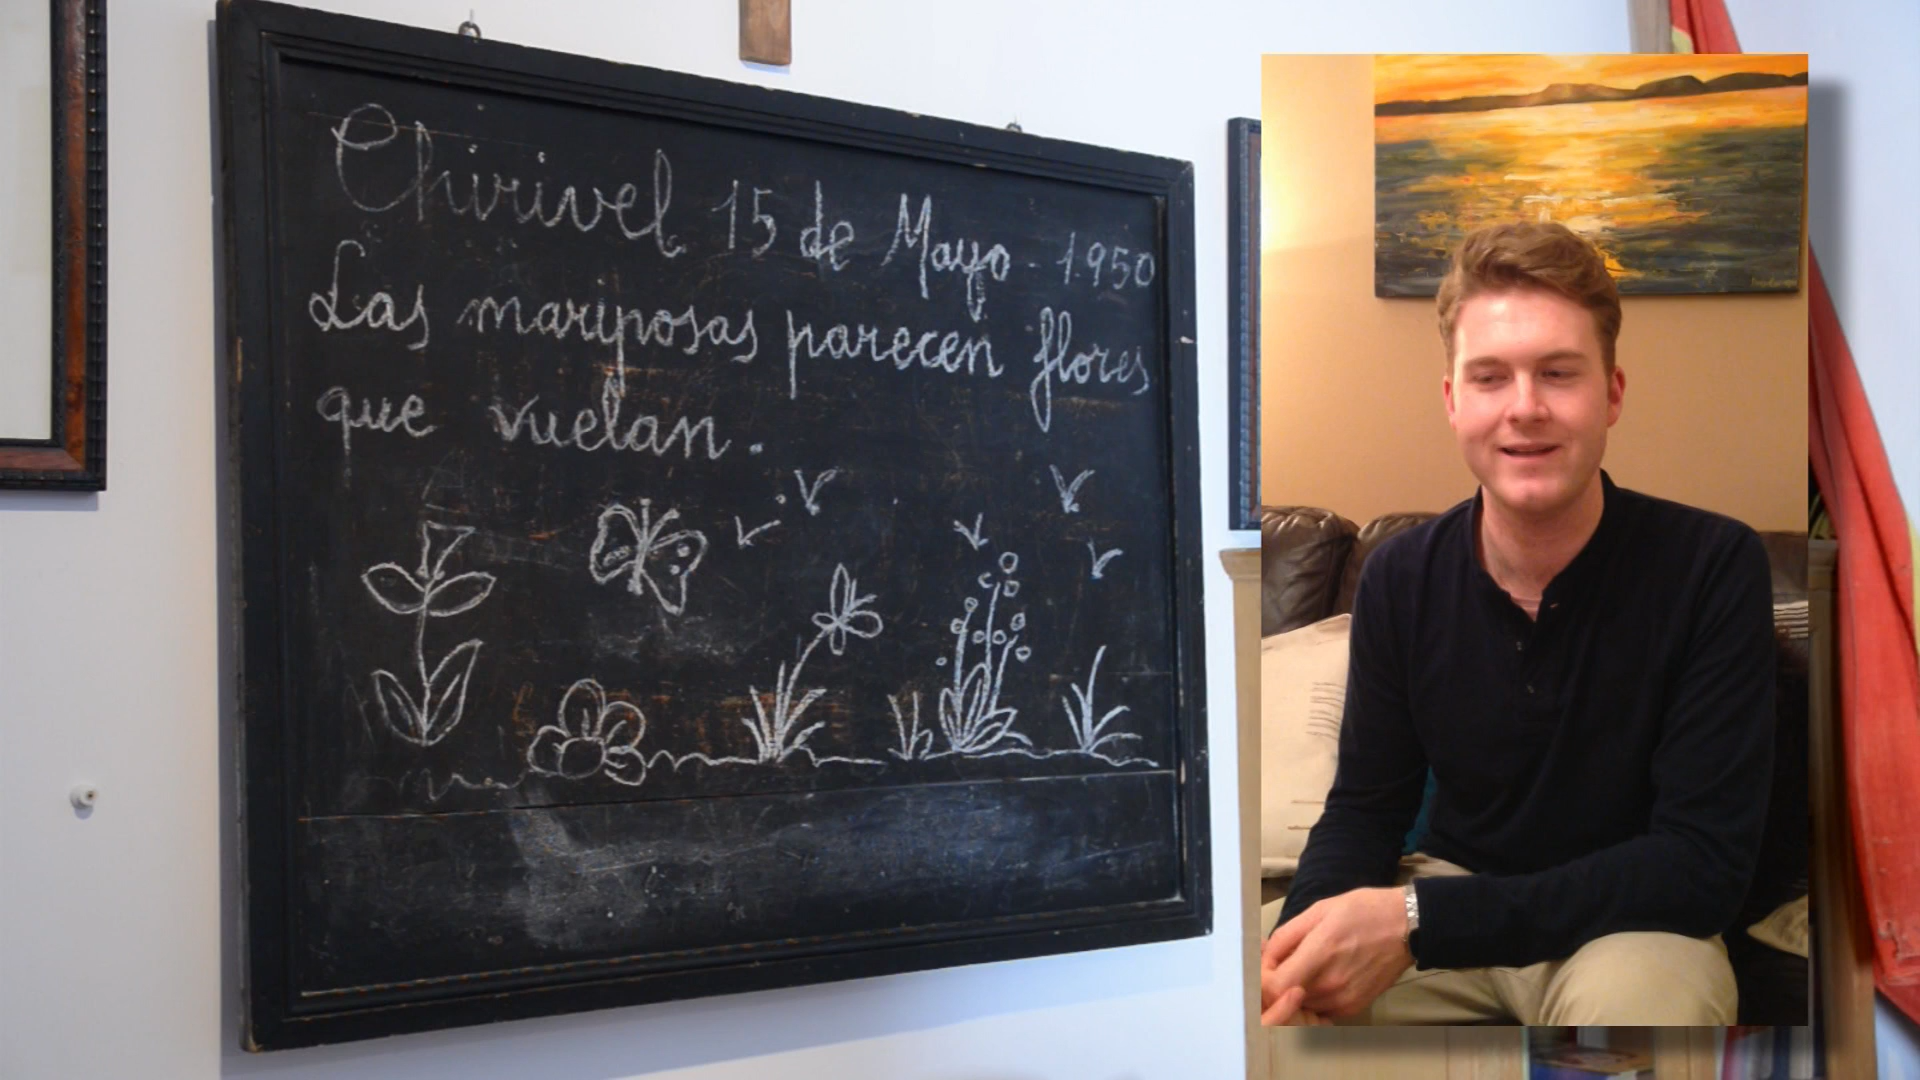 Chirivel 15 de Mayo - 1.950
Las mariposas parecen flores
que vuelan.